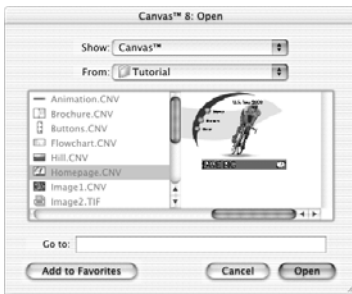 Canvas™ 8: Open
Show: Canvas™
From: Tutorial
Animation.CNV
Brochure.CNV
Buttons.CNV
Flowchart.CNV
Hill.CNV
Homepage.CNV
Image1.CNV
Image2.TIF
Go to:
Add to Favorites
Cancel
Open